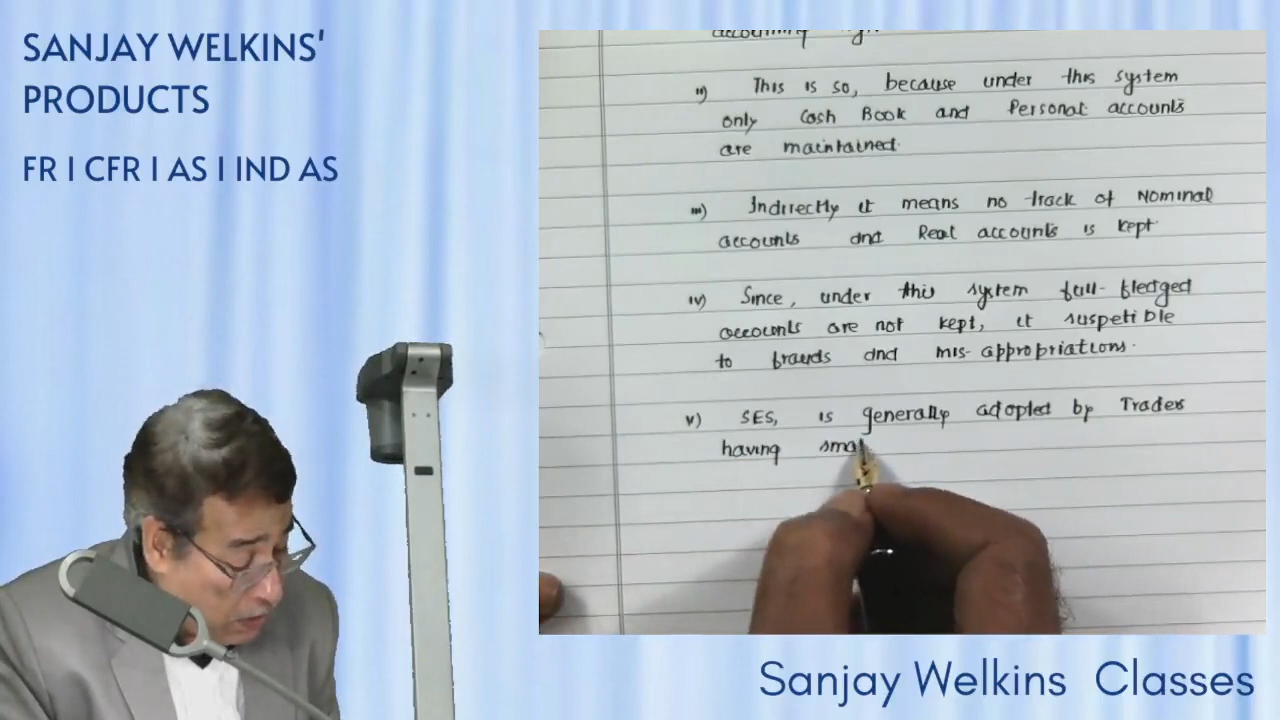 SANJAY WELKINS'
PRODUCTS
FR I CFR I AS I IND AS
ii) This is so, because under this system
only Cash Book and Personal accounts
are maintained.
iii) Indirectly it means no track of Nominal
accounts and Real accounts is kept
iv) Since, under this system full-fledged
accounts are not kept, it suspetible
to frauds and mis-appropriations.
v) SES, is generally adopted by Trader
having sma
Sanjay Welkins Classes